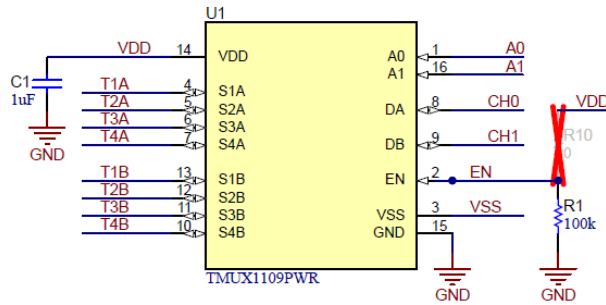 U1
VDD 14 VDD A0 1 A0
A1 16 A1
C1
1uF
T1A 4 S1A DA 8 CH0 VDD
T2A 5 S2A
T3A 6 S3A DB 9 CH1 R10
T4A 7 S4A 0
GND
T1B 13 S1B EN 2 EN
T2B 12 S2B
T3B 11 S3B VSS 3 VSS R1
T4B 10 S4B GND 15 100k
TMUX1109PWR
GND GND